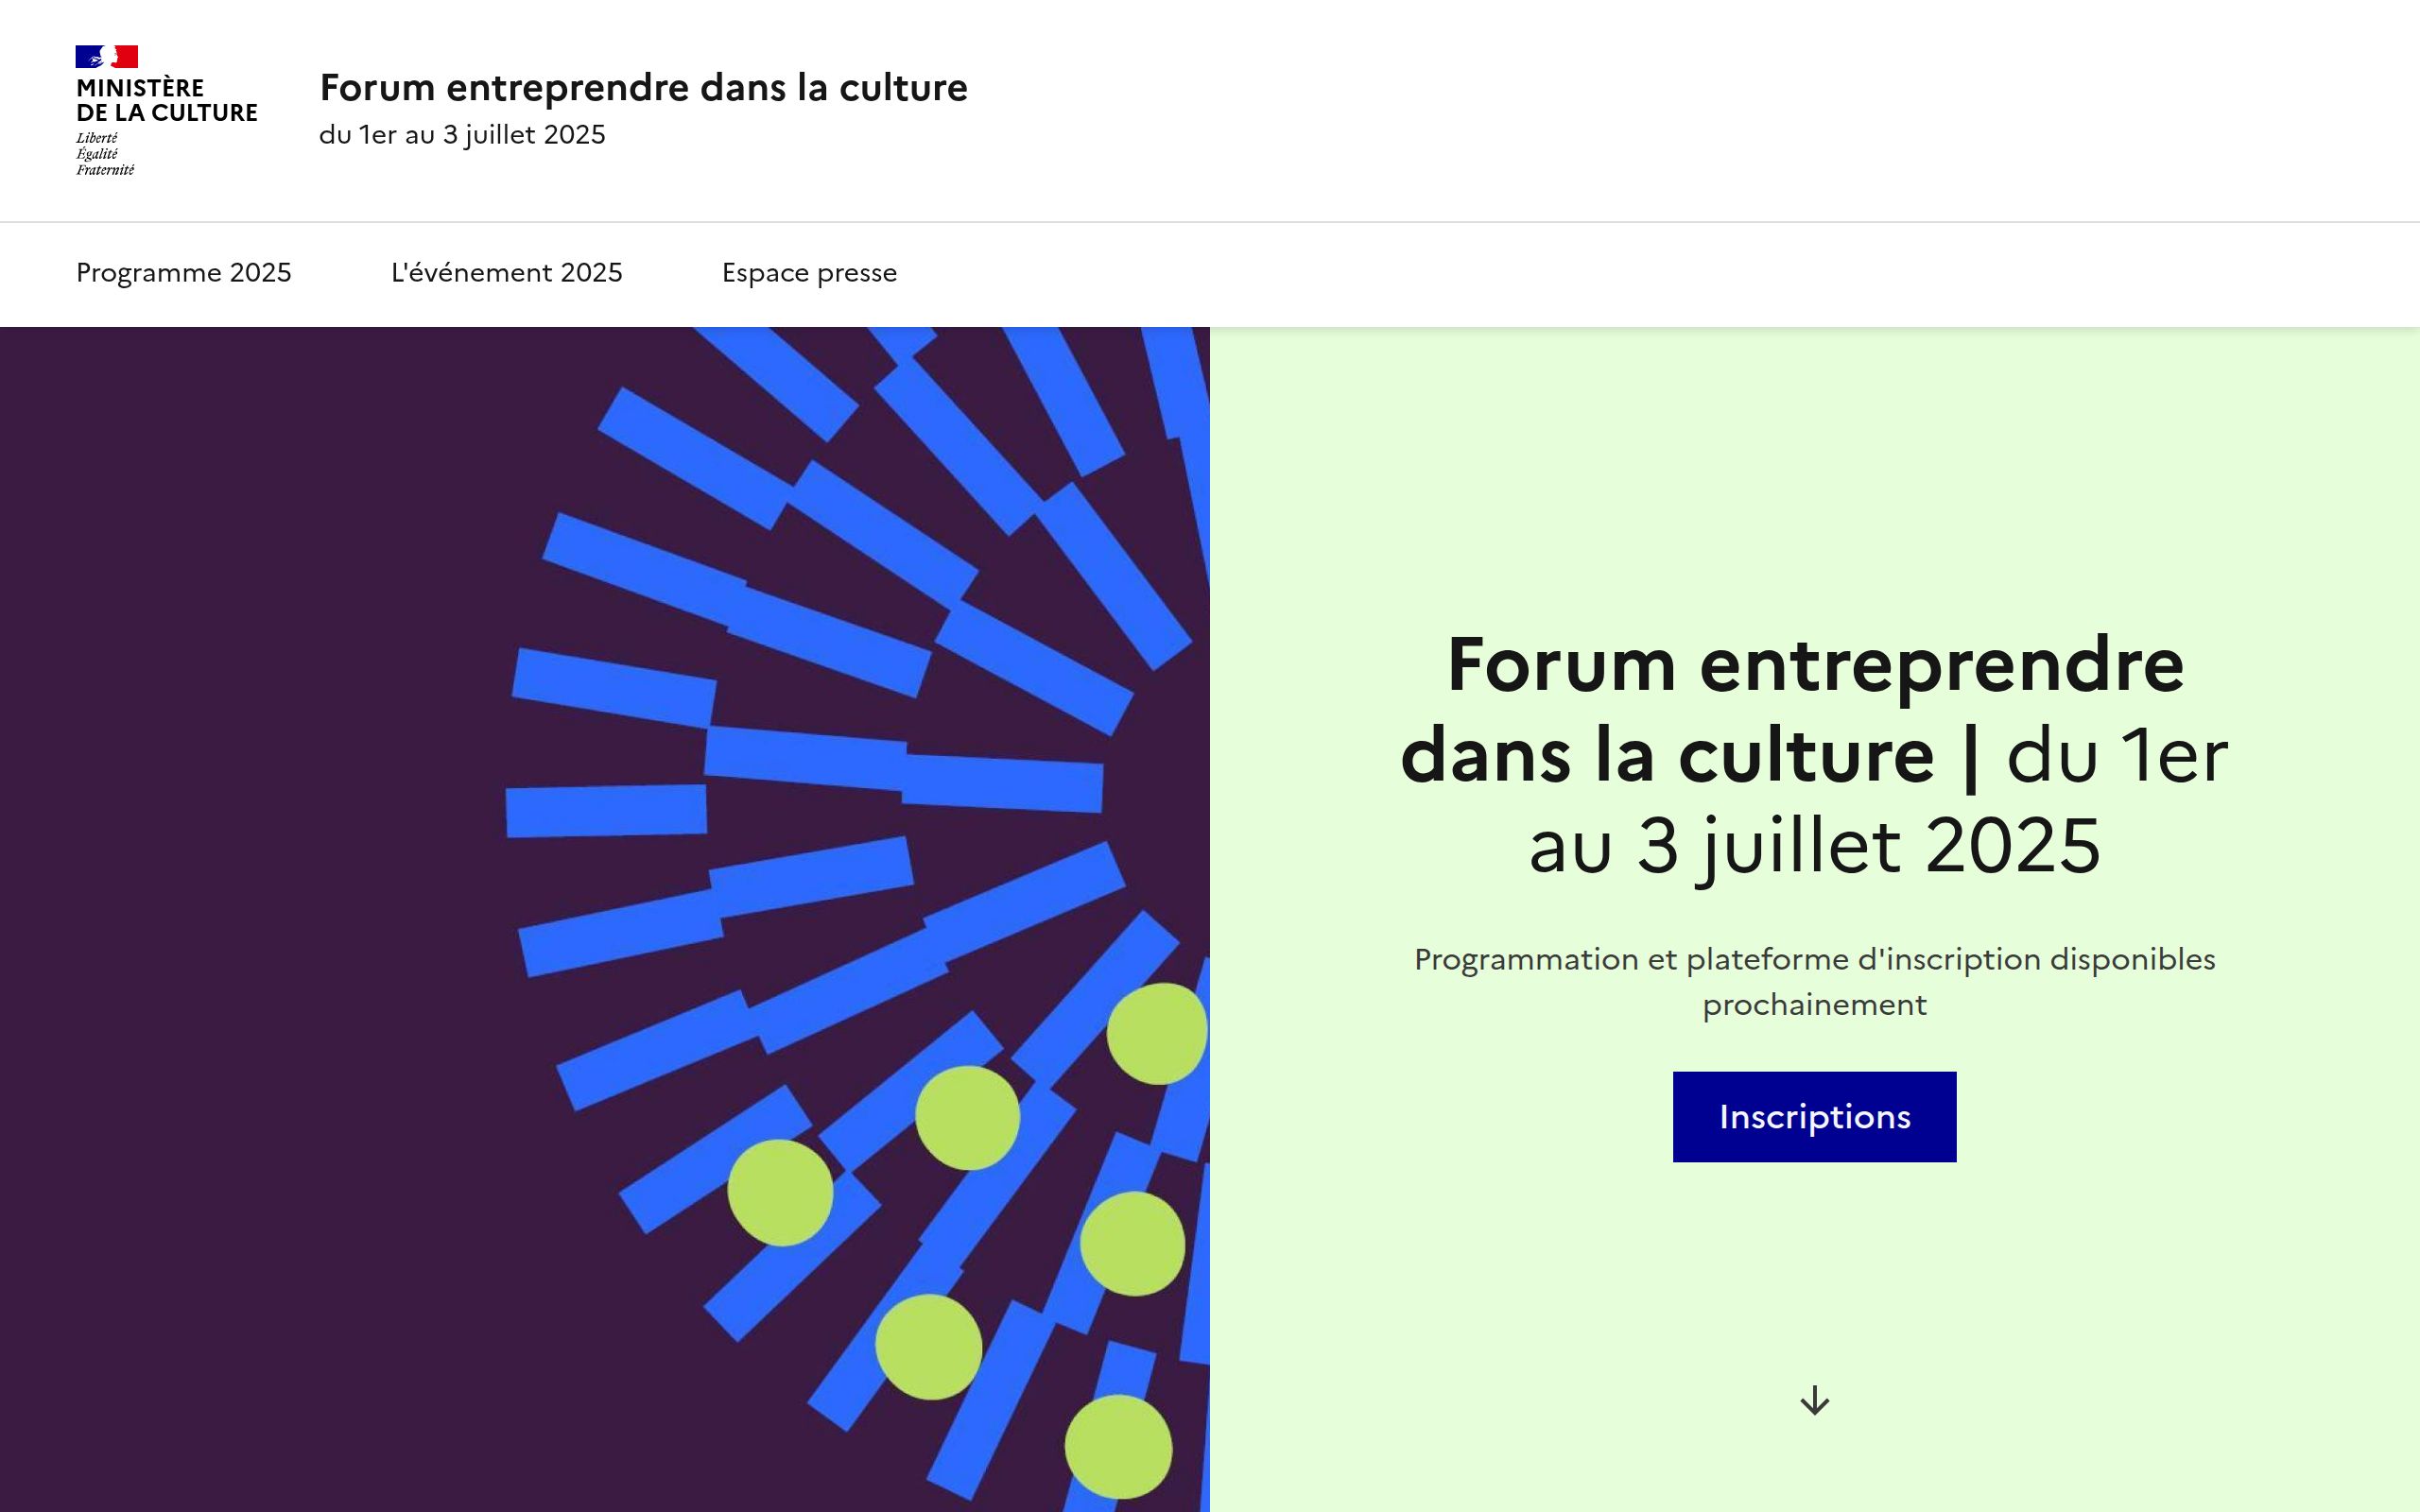 MINISTÈRE
DE LA CULTURE
Liberté
Égalité
Fraternité
Forum entreprendre dans la culture
du 1er au 3 juillet 2025
Programme 2025
L'événement 2025
Espace presse
Forum entreprendre
dans la culture | du 1er
au 3 juillet 2025
Programmation et plateforme d'inscription disponibles
prochainement
Inscriptions